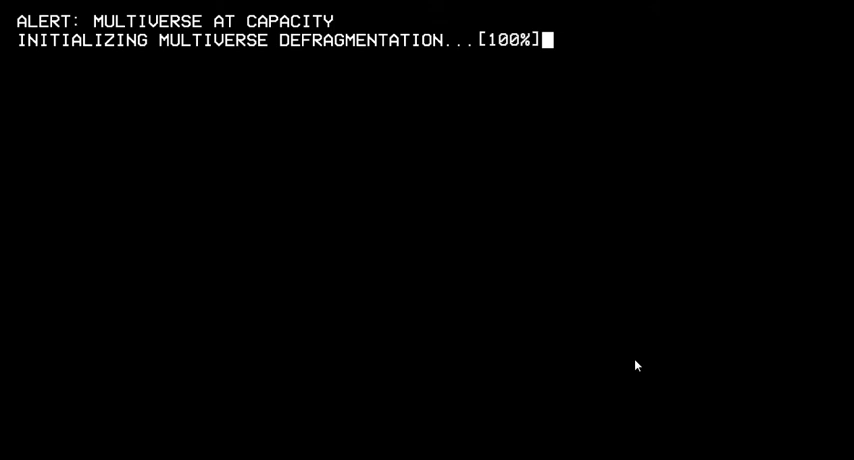 ALERT: MULTIVERSE AT CAPACITY
INITIALIZING MULTIVERSE DEFRAGMENTATION...[100%]